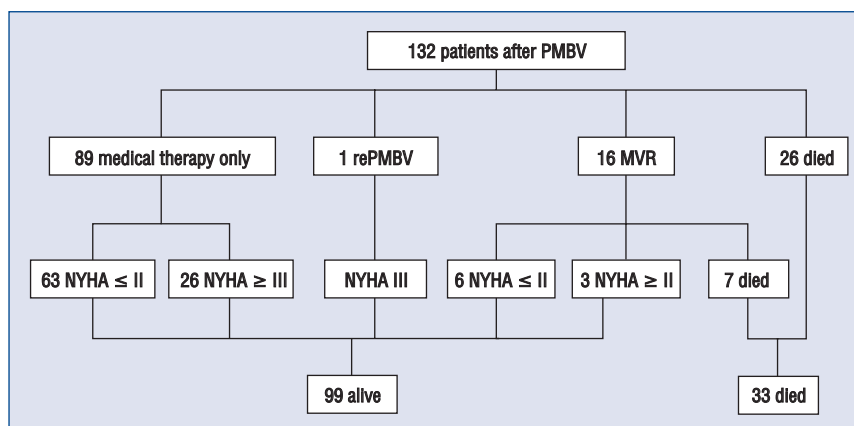 132 patients after PMBV
89 medical therapy only
1 rePMBV
16 MVR
26 died
63 NYHA ≤ II
26 NYHA ≥ III
NYHA III
6 NYHA ≤ II
3 NYHA ≥ II
7 died
99 alive
33 died